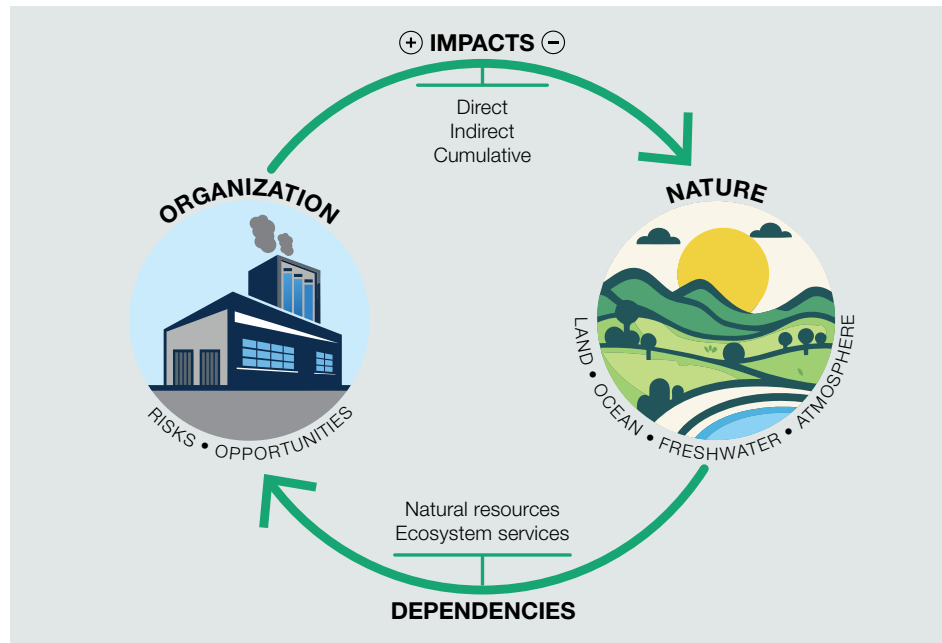 + IMPACTS −
Direct
Indirect
Cumulative
ORGANIZATION
RISKS • OPPORTUNITIES
NATURE
LAND • OCEAN • FRESHWATER • ATMOSPHERE
Natural resources
Ecosystem services
DEPENDENCIES